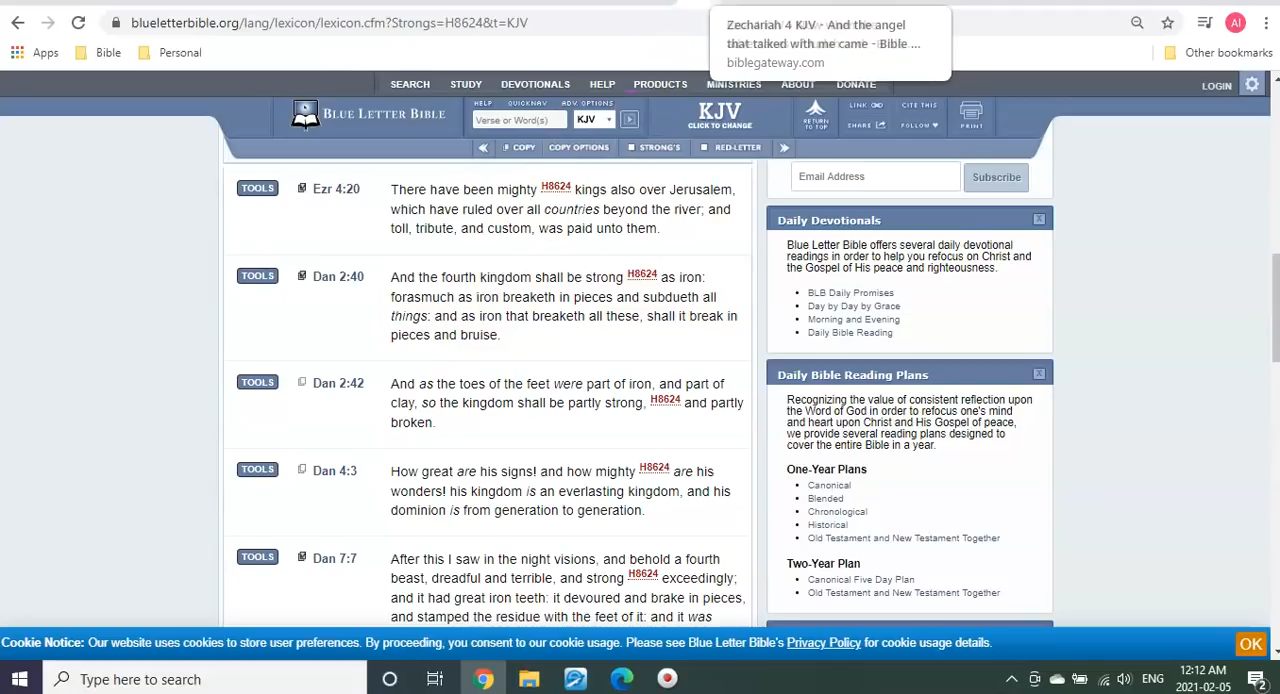 blueletterbible.org/lang/lexicon/lexicon.cfm?Strongs=H8624&t=KJV
AI
Zechariah 4 KJV - And the angel
that talked with me came - Bible ...
biblegateway.com
Apps
Bible
Personal
Other bookmarks
SEARCH STUDY DEVOTIONALS HELP PRODUCTS MINISTRIES ABOUT DONATE
LOGIN
BLUE LETTER BIBLE
HELP QUICKNAV ADV. OPTIONS
Verse or Word(s)
KJV
KJV
CLICK TO CHANGE
RETURN TO TOP
LINK
CITE THIS
SHARE
FOLLOW
PRINT
COPY COPY OPTIONS STRONG'S RED-LETTER
TOOLS Ezr 4:20 There have been mighty H8624 kings also over Jerusalem,
which have ruled over all countries beyond the river; and
toll, tribute, and custom, was paid unto them.
TOOLS Dan 2:40 And the fourth kingdom shall be strong H8624 as iron:
forasmuch as iron breaketh in pieces and subdueth all
things: and as iron that breaketh all these, shall it break in
pieces and bruise.
TOOLS Dan 2:42 And as the toes of the feet were part of iron, and part of
clay, so the kingdom shall be partly strong, H8624 and partly
broken.
TOOLS Dan 4:3 How great are his signs! and how mighty H8624 are his
wonders! his kingdom is an everlasting kingdom, and his
dominion is from generation to generation.
TOOLS Dan 7:7 After this I saw in the night visions, and behold a fourth
beast, dreadful and terrible, and strong H8624 exceedingly;
and it had great iron teeth: it devoured and brake in pieces,
and stamped the residue with the feet of it: and it was
Email Address
Subscribe
Daily Devotionals
Blue Letter Bible offers several daily devotional
readings in order to help you refocus on Christ and
the Gospel of His peace and righteousness.
BLB Daily Promises
Day by Day by Grace
Morning and Evening
Daily Bible Reading
Daily Bible Reading Plans
Recognizing the value of consistent reflection upon
the Word of God in order to refocus one's mind
and heart upon Christ and His Gospel of peace,
we provide several reading plans designed to
cover the entire Bible in a year.
One-Year Plans
Canonical
Blended
Chronological
Historical
Old Testament and New Testament Together
Two-Year Plan
Canonical Five Day Plan
Old Testament and New Testament Together
Cookie Notice: Our website uses cookies to store user preferences. By proceeding, you consent to our cookie usage. Please see Blue Letter Bible's Privacy Policy for cookie usage details.
OK
Type here to search
ENG
12:12 AM
2021-02-05
2